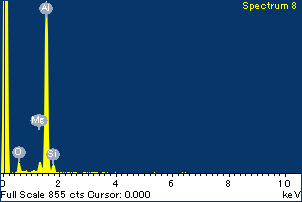 Spectrum 8
Al
Mg
O
Si
0 2 4 6 8 10
Full Scale 855 cts Cursor: 0.000 keV